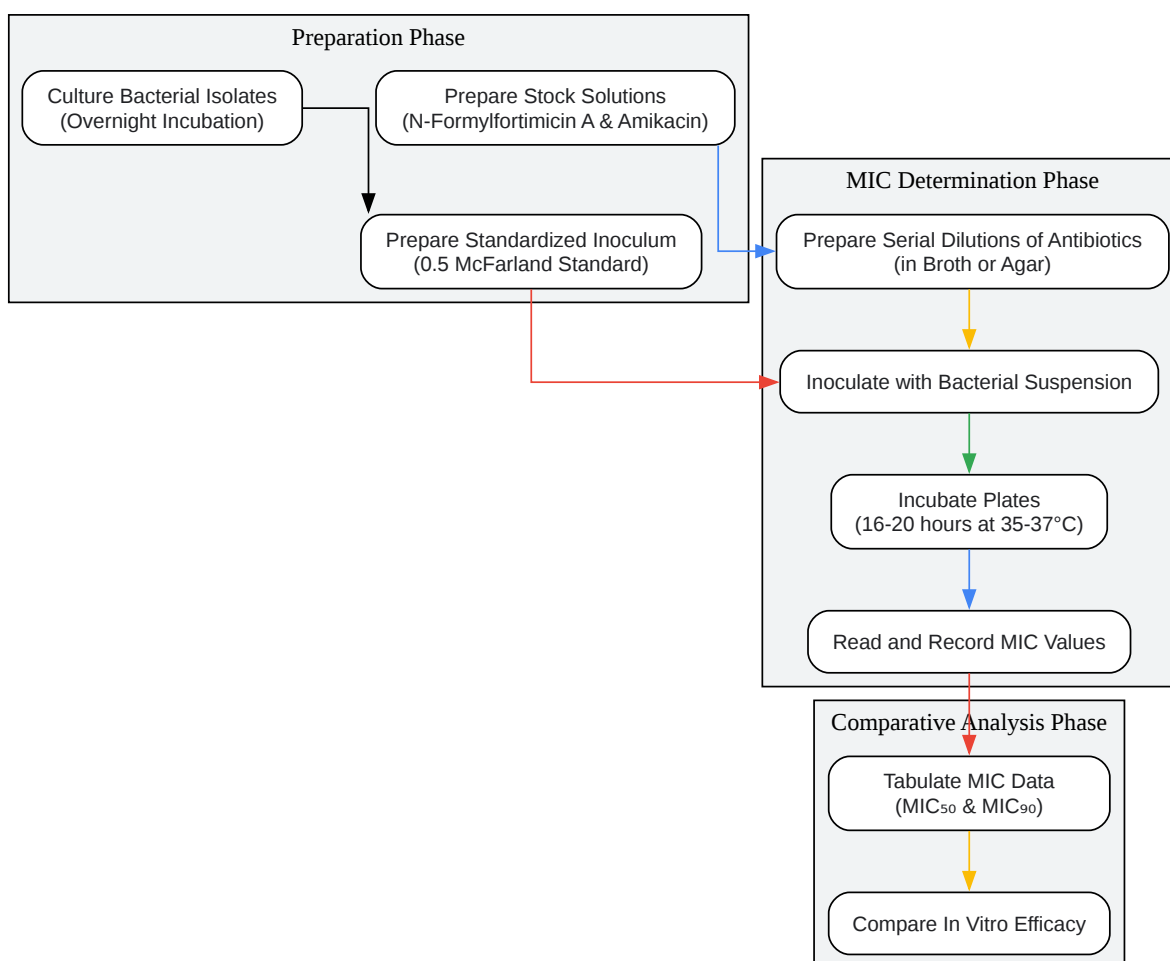 Preparation Phase
Culture Bacterial Isolates
(Overnight Incubation)
Prepare Stock Solutions
(N-Formylfortimicin A & Amikacin)
Prepare Standardized Inoculum
(0.5 McFarland Standard)
MIC Determination Phase
Prepare Serial Dilutions of Antibiotics
(in Broth or Agar)
Inoculate with Bacterial Suspension
Incubate Plates
(16-20 hours at 35-37°C)
Read and Record MIC Values
Comparative Analysis Phase
Tabulate MIC Data
(MIC₅₀ & MIC₉₀)
Compare In Vitro Efficacy